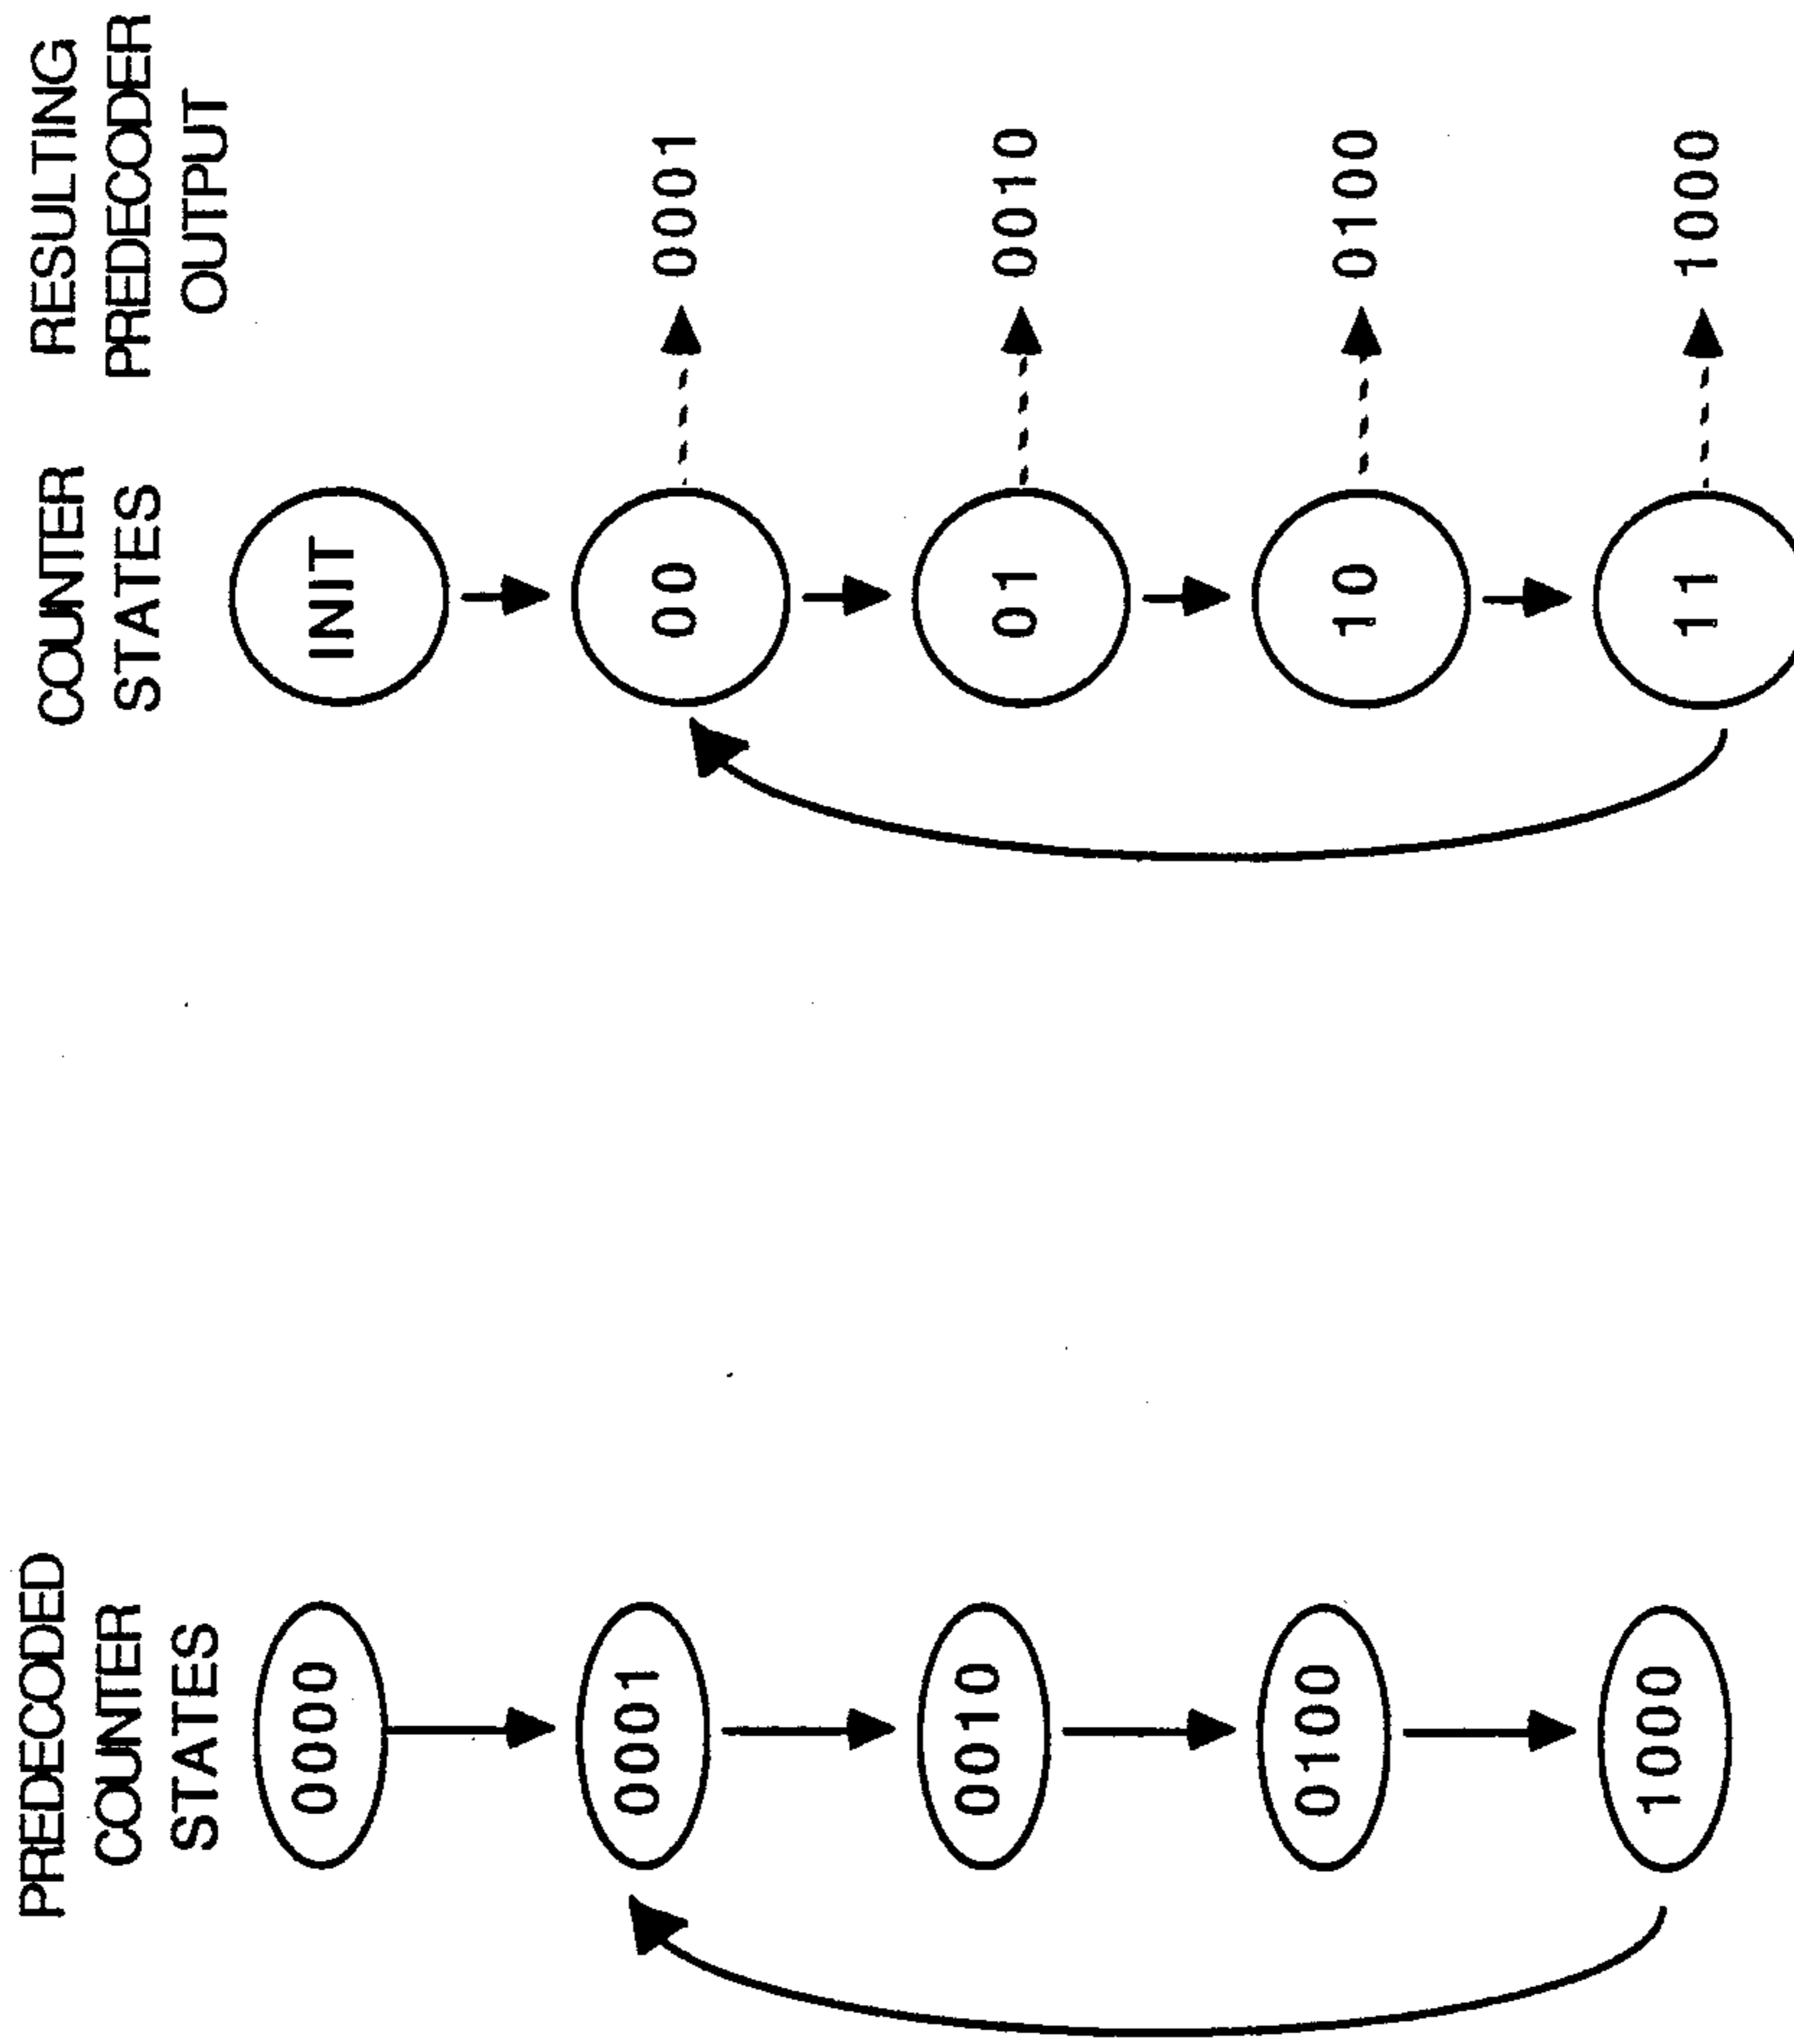 PREDECODED
COUNTER
STATES
0000
0001
0010
0100
1000
COUNTER
STATES
INIT
00
01
10
11
RESULTING
PREDECODER
OUTPUT
0001
0010
0100
1000